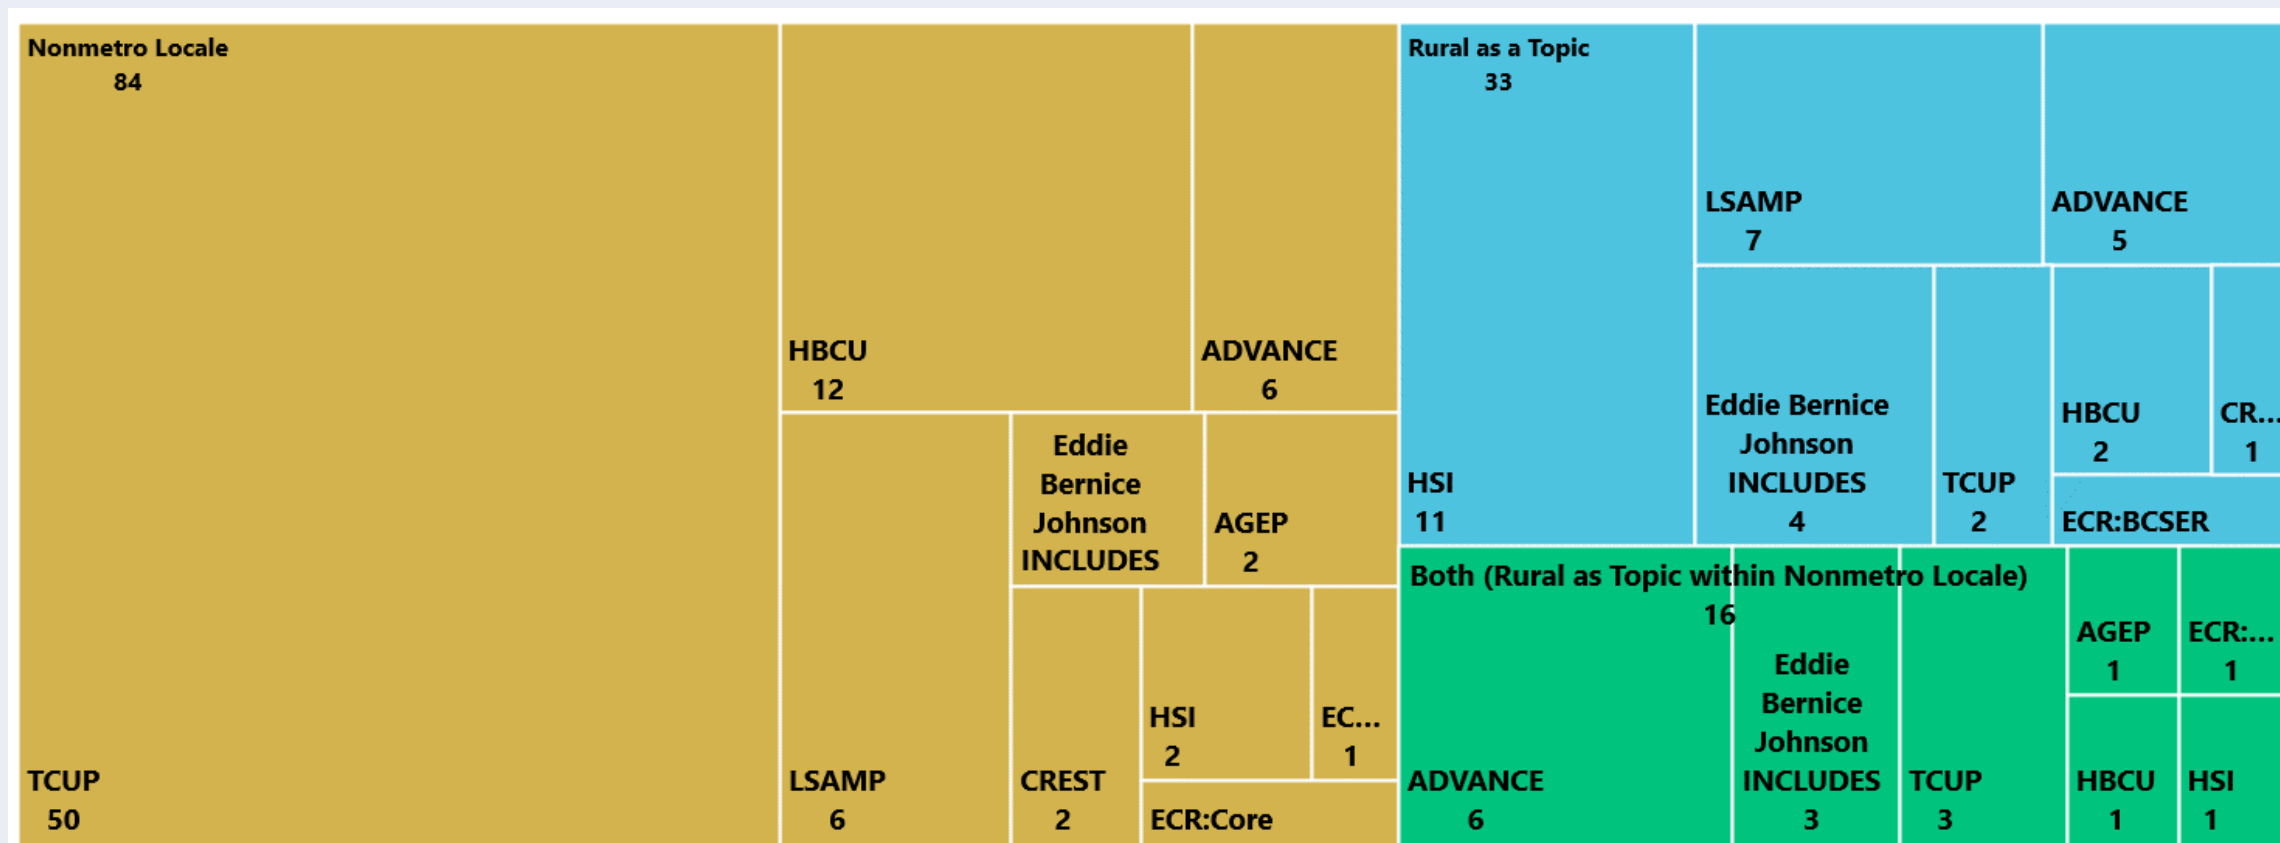 Nonmetro Locale
84
TCUP
50
HBCU
12
ADVANCE
6
LSAMP
6
Eddie
Bernice
Johnson
INCLUDES
AGEP
2
CREST
2
HSI
2
EC...
1
ECR:Core
Rural as a Topic
33
HSI
11
LSAMP
7
ADVANCE
5
Eddie Bernice
Johnson
INCLUDES
4
TCUP
2
HBCU
2
CR...
1
ECR:BCSER
Both (Rural as Topic within Nonmetro Locale)
16
ADVANCE
6
Eddie
Bernice
Johnson
INCLUDES
3
TCUP
3
AGEP
1
ECR:...
1
HBCU
1
HSI
1